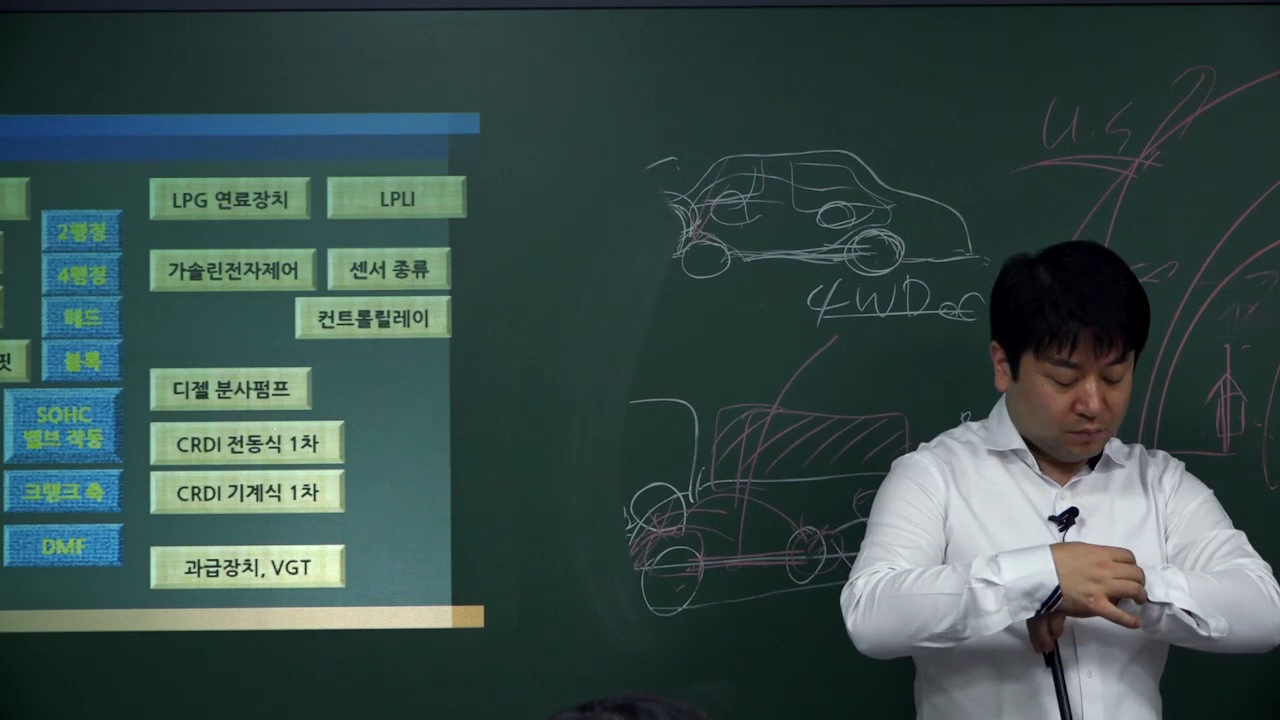 LPG 연료장치
LPLI
2행정
4행정
헤드
블록
가솔린전자제어
센서 종류
컨트롤릴레이
핏
디젤 분사펌프
SOHC
밸브 작동
CRDI 전동식 1차
크랭크 축
CRDI 기계식 1차
DMF
과급장치, VGT
U.S
4WD